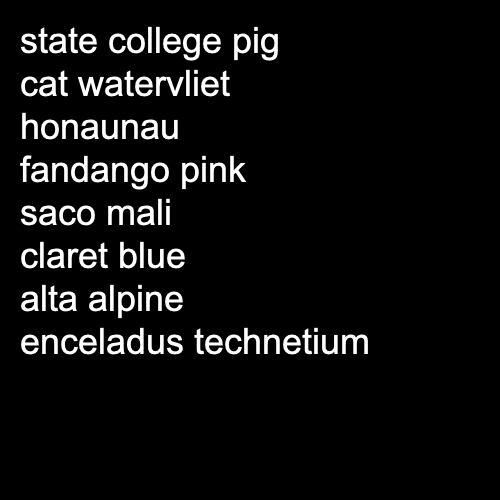 state college pig
cat watervliet
honaunau
fandango pink
saco mali
claret blue
alta alpine
enceladus technetium